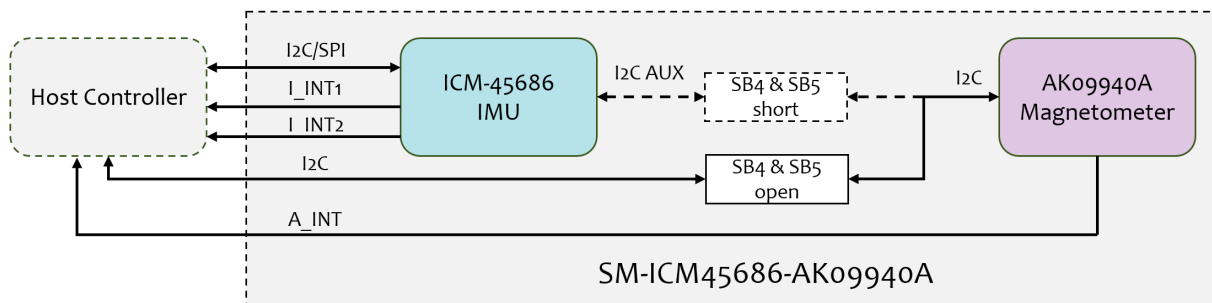 Host Controller
I2C/SPI
I_INT1
I_INT2
I2C
A_INT
ICM-45686
IMU
I2C AUX
SB4 & SB5
short
SB4 & SB5
open
I2C
AK09940A
Magnetometer
SM-ICM45686-AK09940A